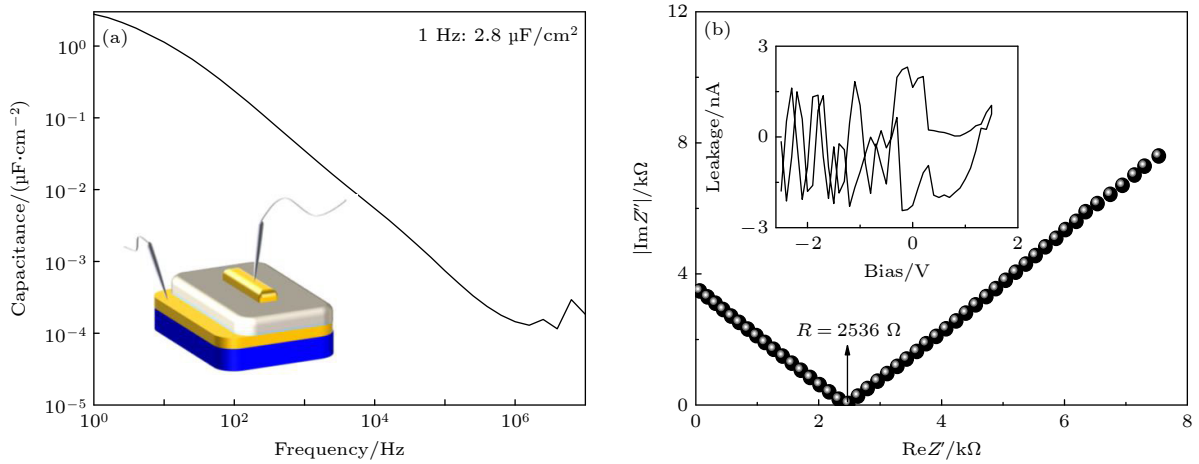 (a)
1 Hz: 2.8 μF/cm²
Capacitance/(μF·cm⁻²)
10⁰
10⁻¹
10⁻²
10⁻³
10⁻⁴
10⁻⁵
10⁰ 10² 10⁴ 10⁶
Frequency/Hz
(b)
|ImZ″|/kΩ
12
8
4
0
Leakage/nA
3
0
−3
−2 0 2
Bias/V
R = 2536 Ω
0 2 4 6 8
ReZ′/kΩ